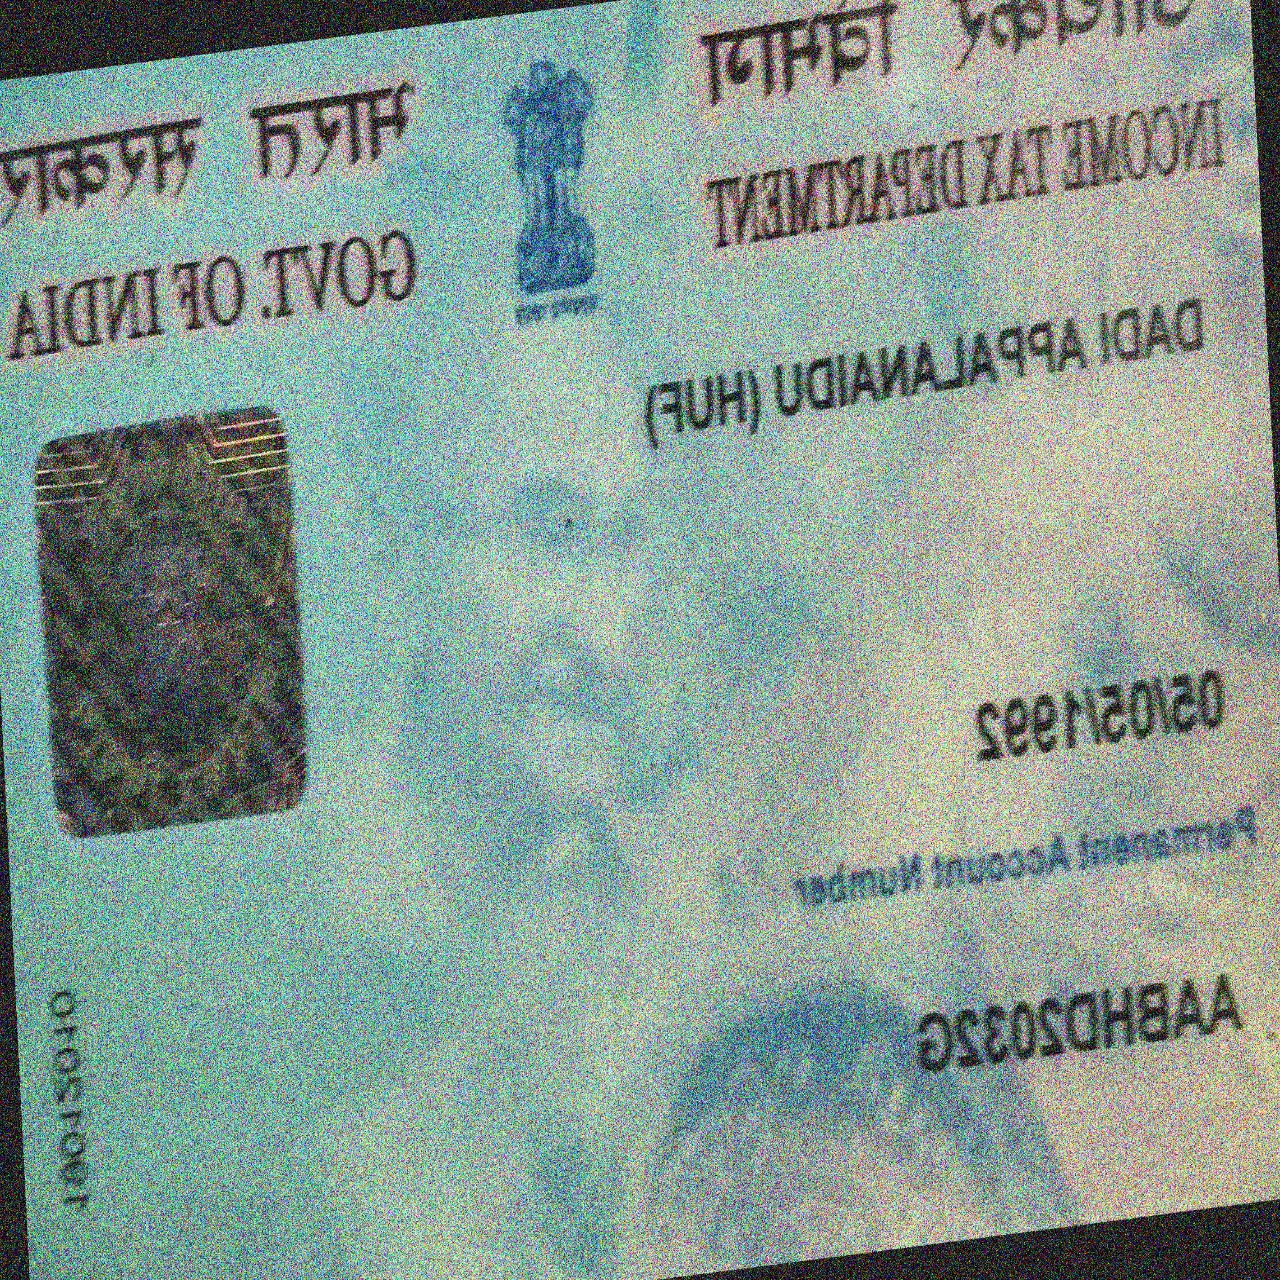 आयकर विभाग
INCOME TAX DEPARTMENT
भारत सरकार
GOVT. OF INDIA
DADI APPALANAIDU (HUF)
05/05/1992
Permanent Account Number
AABHD2032G